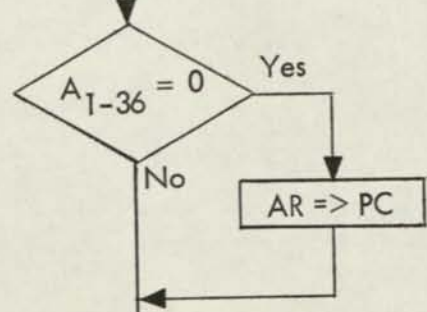 A1-36 = 0
Yes
No
AR => PC